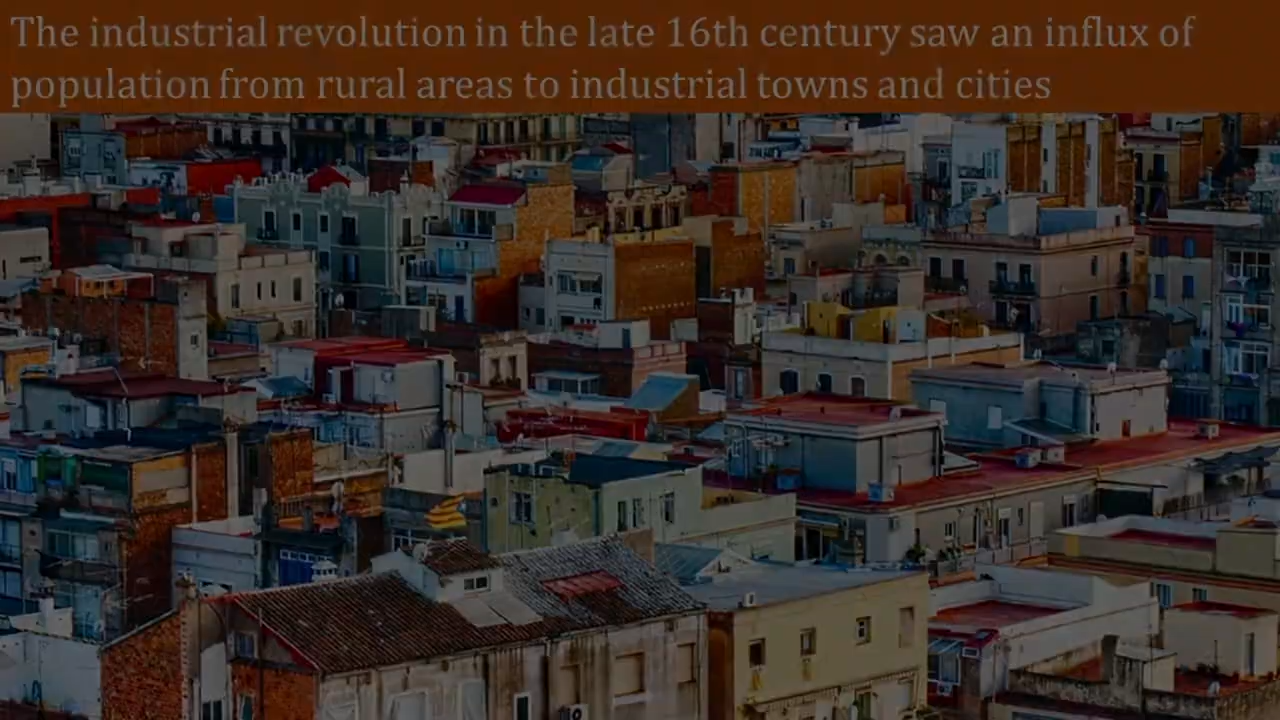 The industrial revolution in the late 16th century saw an influx of
population from rural areas to industrial towns and cities